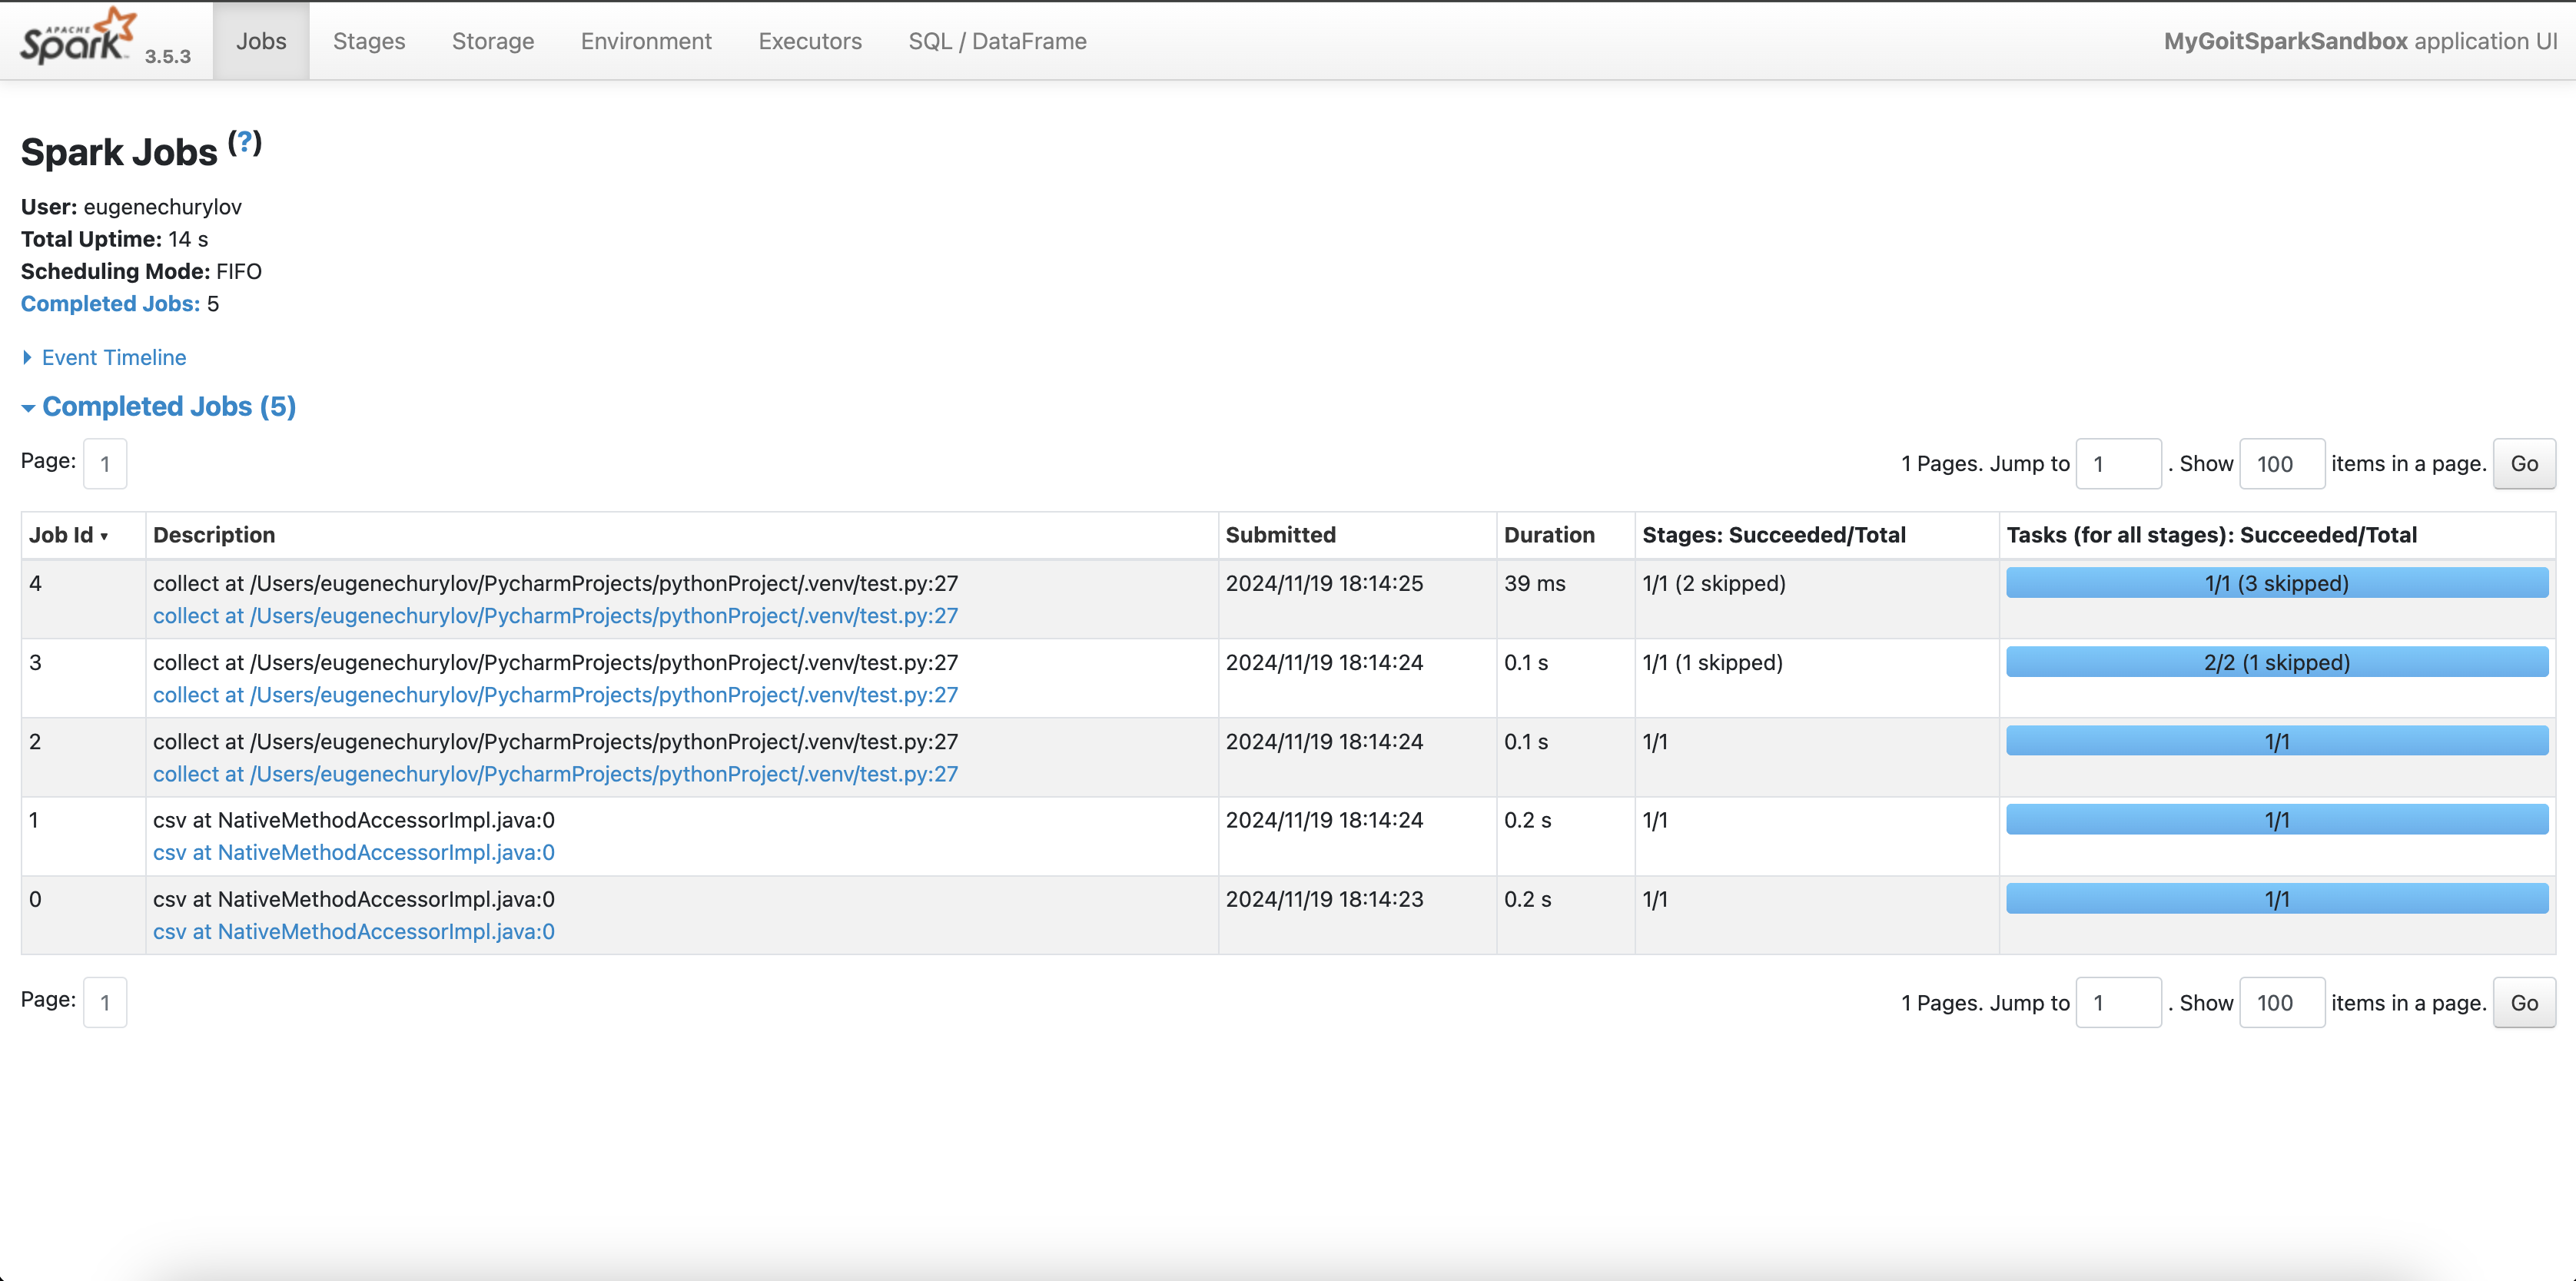 APACHE Spark 3.5.3 Jobs Stages Storage Environment Executors SQL / DataFrame MyGoitSparkSandbox application UI
Spark Jobs (?)
User: eugenechurylov
Total Uptime: 14 s
Scheduling Mode: FIFO
Completed Jobs: 5
Event Timeline
Completed Jobs (5)
Page: 1 1 Pages. Jump to 1 . Show 100 items in a page. Go
Job Id ▾ Description Submitted Duration Stages: Succeeded/Total Tasks (for all stages): Succeeded/Total
4 collect at /Users/eugenechurylov/PycharmProjects/pythonProject/.venv/test.py:27 2024/11/19 18:14:25 39 ms 1/1 (2 skipped) 1/1 (3 skipped)
collect at /Users/eugenechurylov/PycharmProjects/pythonProject/.venv/test.py:27
3 collect at /Users/eugenechurylov/PycharmProjects/pythonProject/.venv/test.py:27 2024/11/19 18:14:24 0.1 s 1/1 (1 skipped) 2/2 (1 skipped)
collect at /Users/eugenechurylov/PycharmProjects/pythonProject/.venv/test.py:27
2 collect at /Users/eugenechurylov/PycharmProjects/pythonProject/.venv/test.py:27 2024/11/19 18:14:24 0.1 s 1/1 1/1
collect at /Users/eugenechurylov/PycharmProjects/pythonProject/.venv/test.py:27
1 csv at NativeMethodAccessorImpl.java:0 2024/11/19 18:14:24 0.2 s 1/1 1/1
csv at NativeMethodAccessorImpl.java:0
0 csv at NativeMethodAccessorImpl.java:0 2024/11/19 18:14:23 0.2 s 1/1 1/1
csv at NativeMethodAccessorImpl.java:0
Page: 1 1 Pages. Jump to 1 . Show 100 items in a page. Go